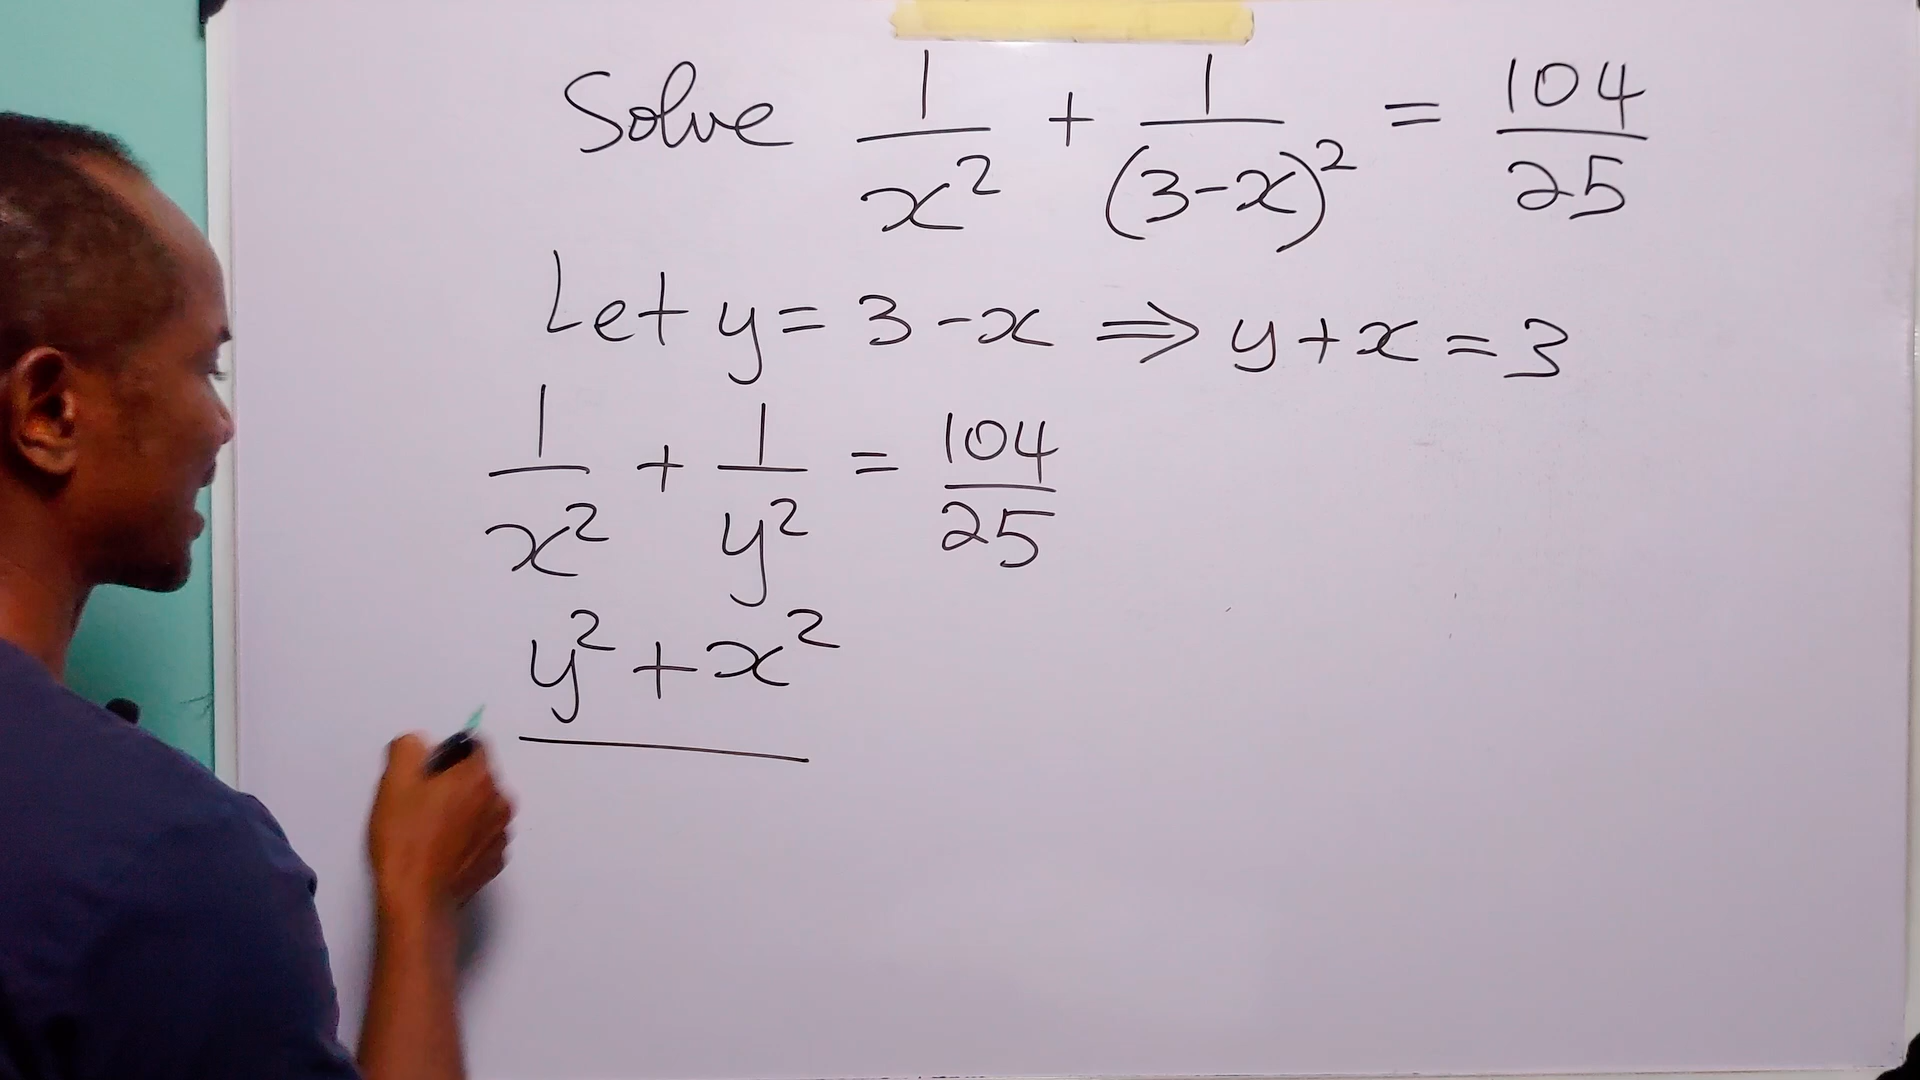 Solve 1/x² + 1/(3-x)² = 104/25
Let y = 3-x ⇒ y+x = 3
1/x² + 1/y² = 104/25
y² + x²